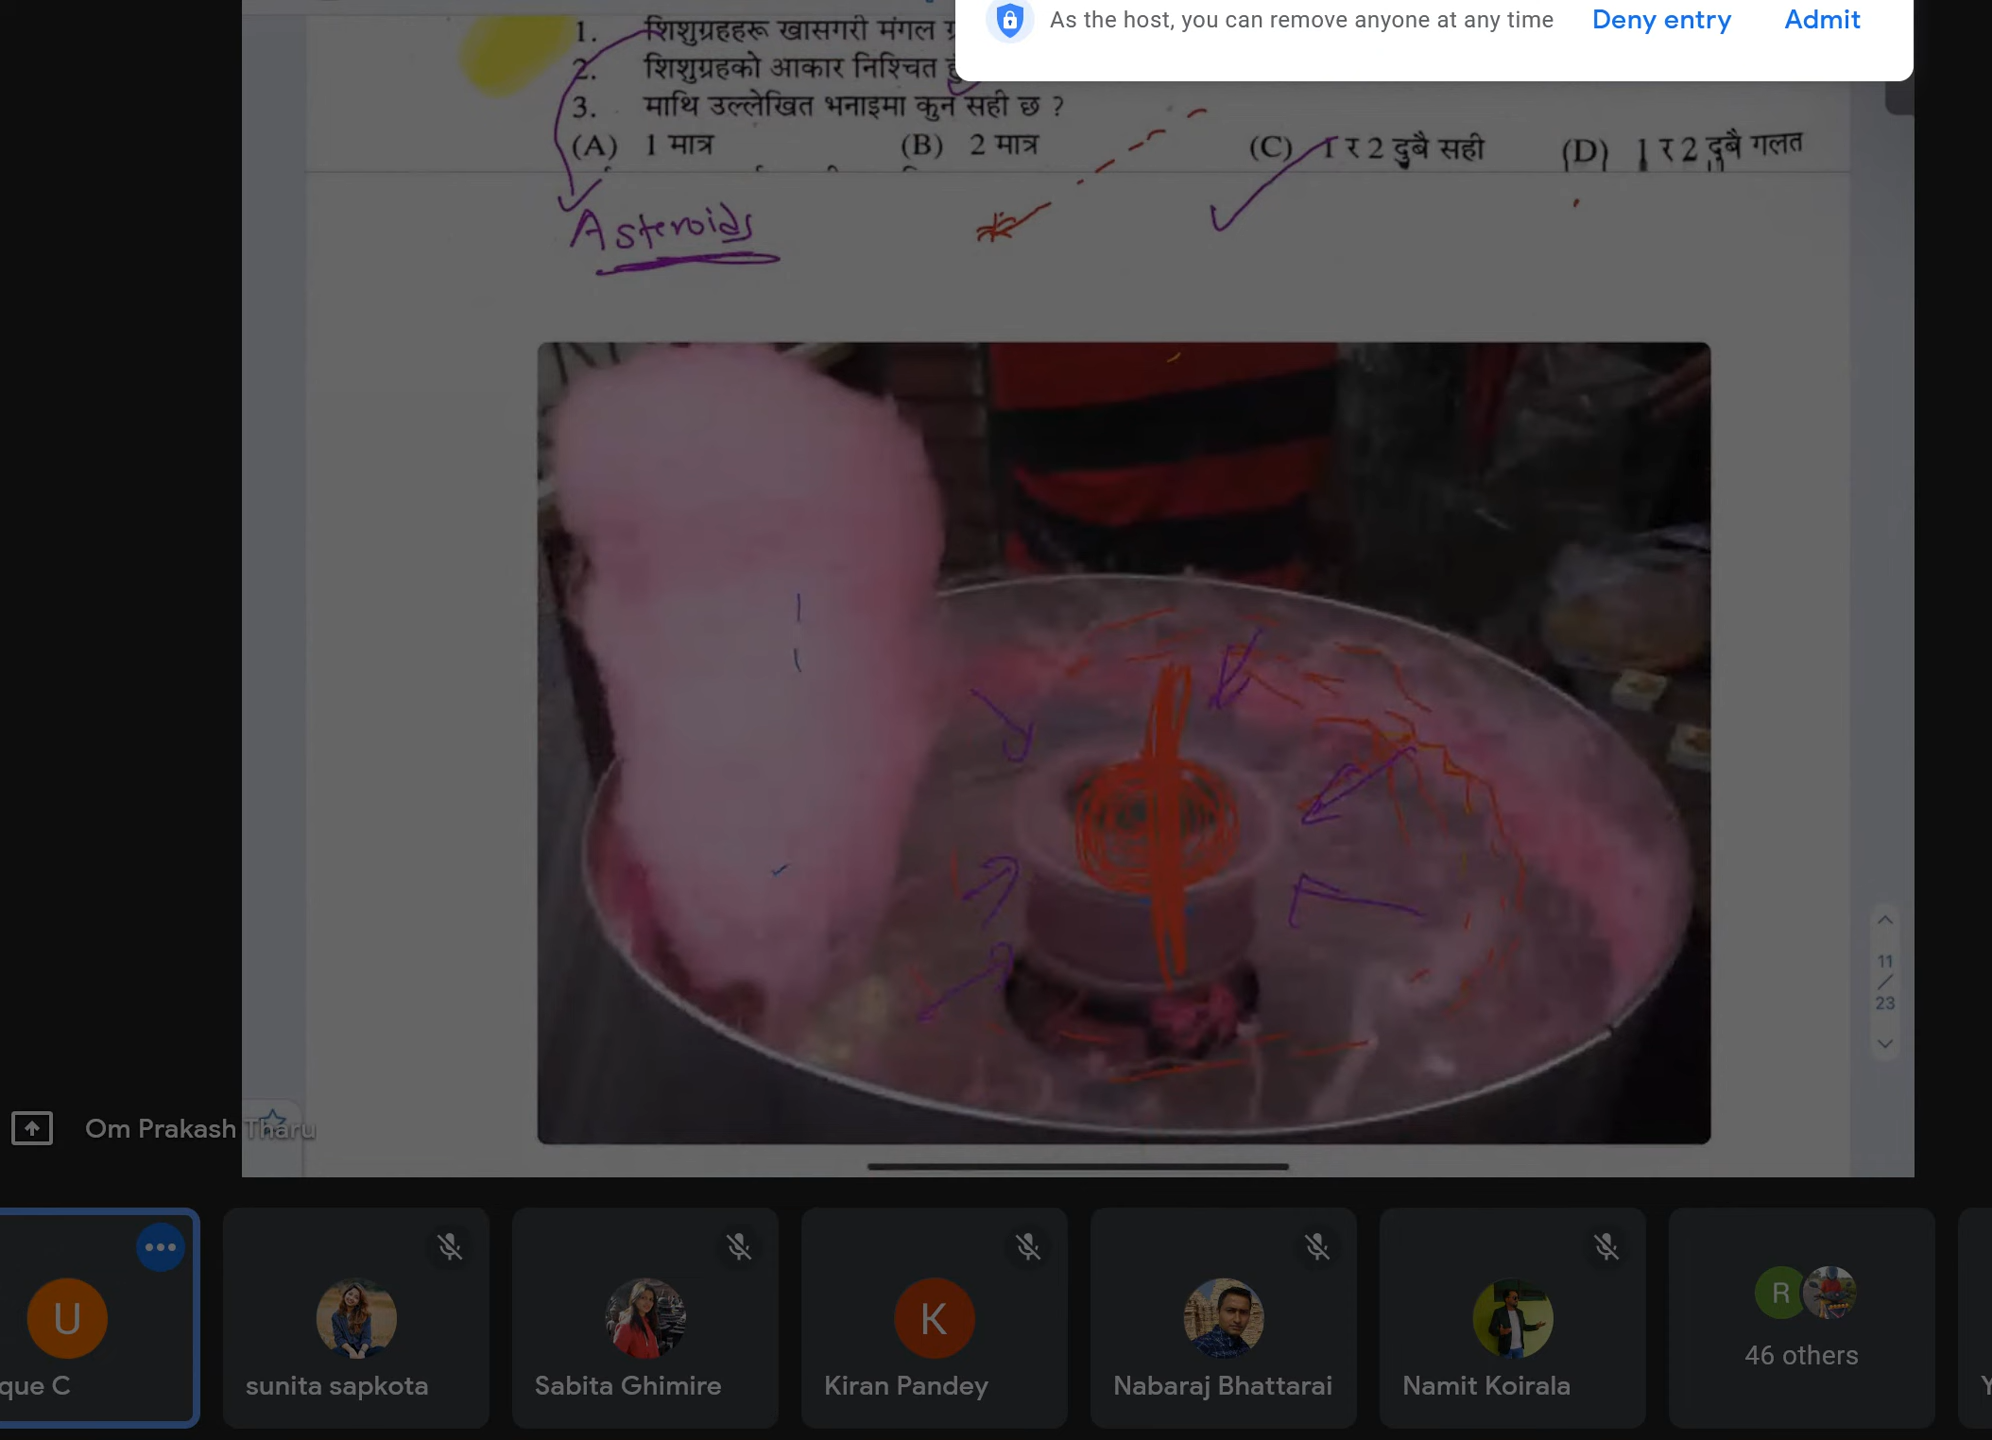 As the host, you can remove anyone at any time Deny entry Admit
1. शिशुग्रहहरू खासगरी मंगल
2. शिशुग्रहको आकार निश्चित
3. माथि उल्लेखित भनाइमा कुन सही छ ?
(A) 1 मात्र (B) 2 मात्र (C) 1 र 2 दुबै सही (D) 1 र 2 दुबै गलत
Asteroids
11
/
23
Om Prakash Tharu
U
K
R
46 others
que C sunita sapkota Sabita Ghimire Kiran Pandey Nabaraj Bhattarai Namit Koirala Y